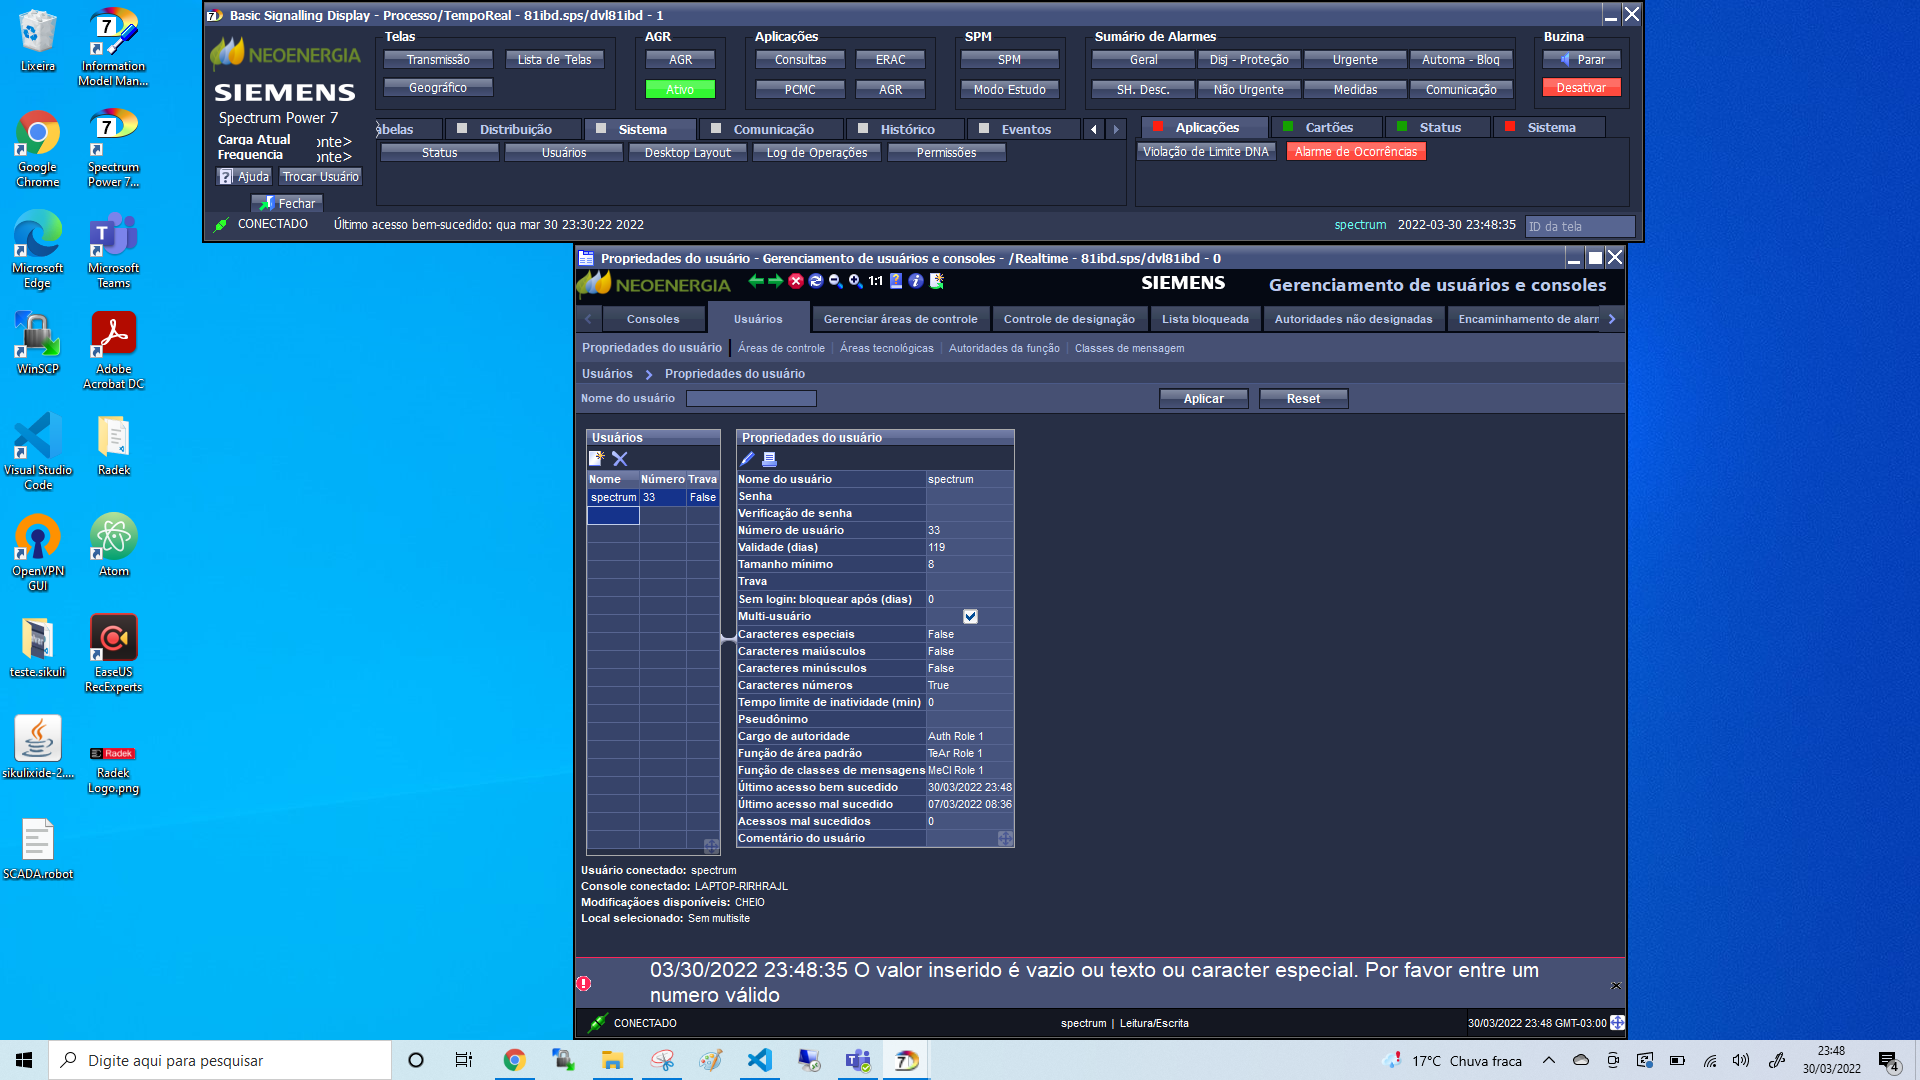 Basic Signalling Display - Processo/TempoReal - 81ibd.sps/dvl81ibd - 1
NEOENERGIA
SIEMENS
Spectrum Power 7
Carga Atual onte>
Frequencia onte>
Ajuda Trocar Usuário
Fechar
Telas
Transmissão Lista de Telas
Geográfico
AGR
AGR
Ativo
Aplicações
Consultas ERAC
PCMC AGR
SPM
SPM
Modo Estudo
Sumário de Alarmes
Geral Disj - Proteção Urgente Automa - Bloq
SH. Desc. Não Urgente Medidas Comunicação
Buzina
Parar
Desativar
abelas Distribuição Sistema Comunicação Histórico Eventos
Status Usuários Desktop Layout Log de Operações Permissões
Aplicações Cartões Status Sistema
Violação de Limite DNA Alarme de Ocorrências
CONECTADO Último acesso bem-sucedido: qua mar 30 23:30:22 2022 spectrum 2022-03-30 23:48:35 ID da tela
Propriedades do usuário - Gerenciamento de usuários e consoles - /Realtime - 81ibd.sps/dvl81ibd - 0
NEOENERGIA 1:1 SIEMENS Gerenciamento de usuários e consoles
Consoles Usuários Gerenciar áreas de controle Controle de designação Lista bloqueada Autoridades não designadas Encaminhamento de alarr
Propriedades do usuário Áreas de controle Áreas tecnológicas Autoridades da função Classes de mensagem
Usuários Propriedades do usuário
Nome do usuário Aplicar Reset
Usuários
Nome Número Trava
spectrum 33 False
Propriedades do usuário
Nome do usuário spectrum
Senha
Verificação de senha
Número de usuário 33
Validade (dias) 119
Tamanho mínimo 8
Trava
Sem login: bloquear após (dias) 0
Multi-usuário
Caracteres especiais False
Caracteres maiúsculos False
Caracteres minúsculos False
Caracteres números True
Tempo limite de inatividade (min) 0
Pseudônimo
Cargo de autoridade Auth Role 1
Função de área padrão TeAr Role 1
Função de classes de mensagens MeCl Role 1
Último acesso bem sucedido 30/03/2022 23:48
Último acesso mal sucedido 07/03/2022 08:36
Acessos mal sucedidos 0
Comentário do usuário
Usuário conectado: spectrum
Console conectado: LAPTOP-RIRHRAJL
Modificaçãoes disponíveis: CHEIO
Local selecionado: Sem multisite
03/30/2022 23:48:35 O valor inserido é vazio ou texto ou caracter especial. Por favor entre um
numero válido
CONECTADO spectrum | Leitura/Escrita 30/03/2022 23:48 GMT-03:00
Lixeira
Information
Model Man...
Google
Chrome
Spectrum
Power 7...
Microsoft
Edge
Microsoft
Teams
WinSCP
Adobe
Acrobat DC
Visual Studio
Code
Radek
OpenVPN
GUI
Atom
teste.sikuli
EaseUS
RecExperts
sikulixide-2....
Radek
Radek
Logo.png
SCADA.robot
Digite aqui para pesquisar
17°C Chuva fraca
23:48
30/03/2022
4